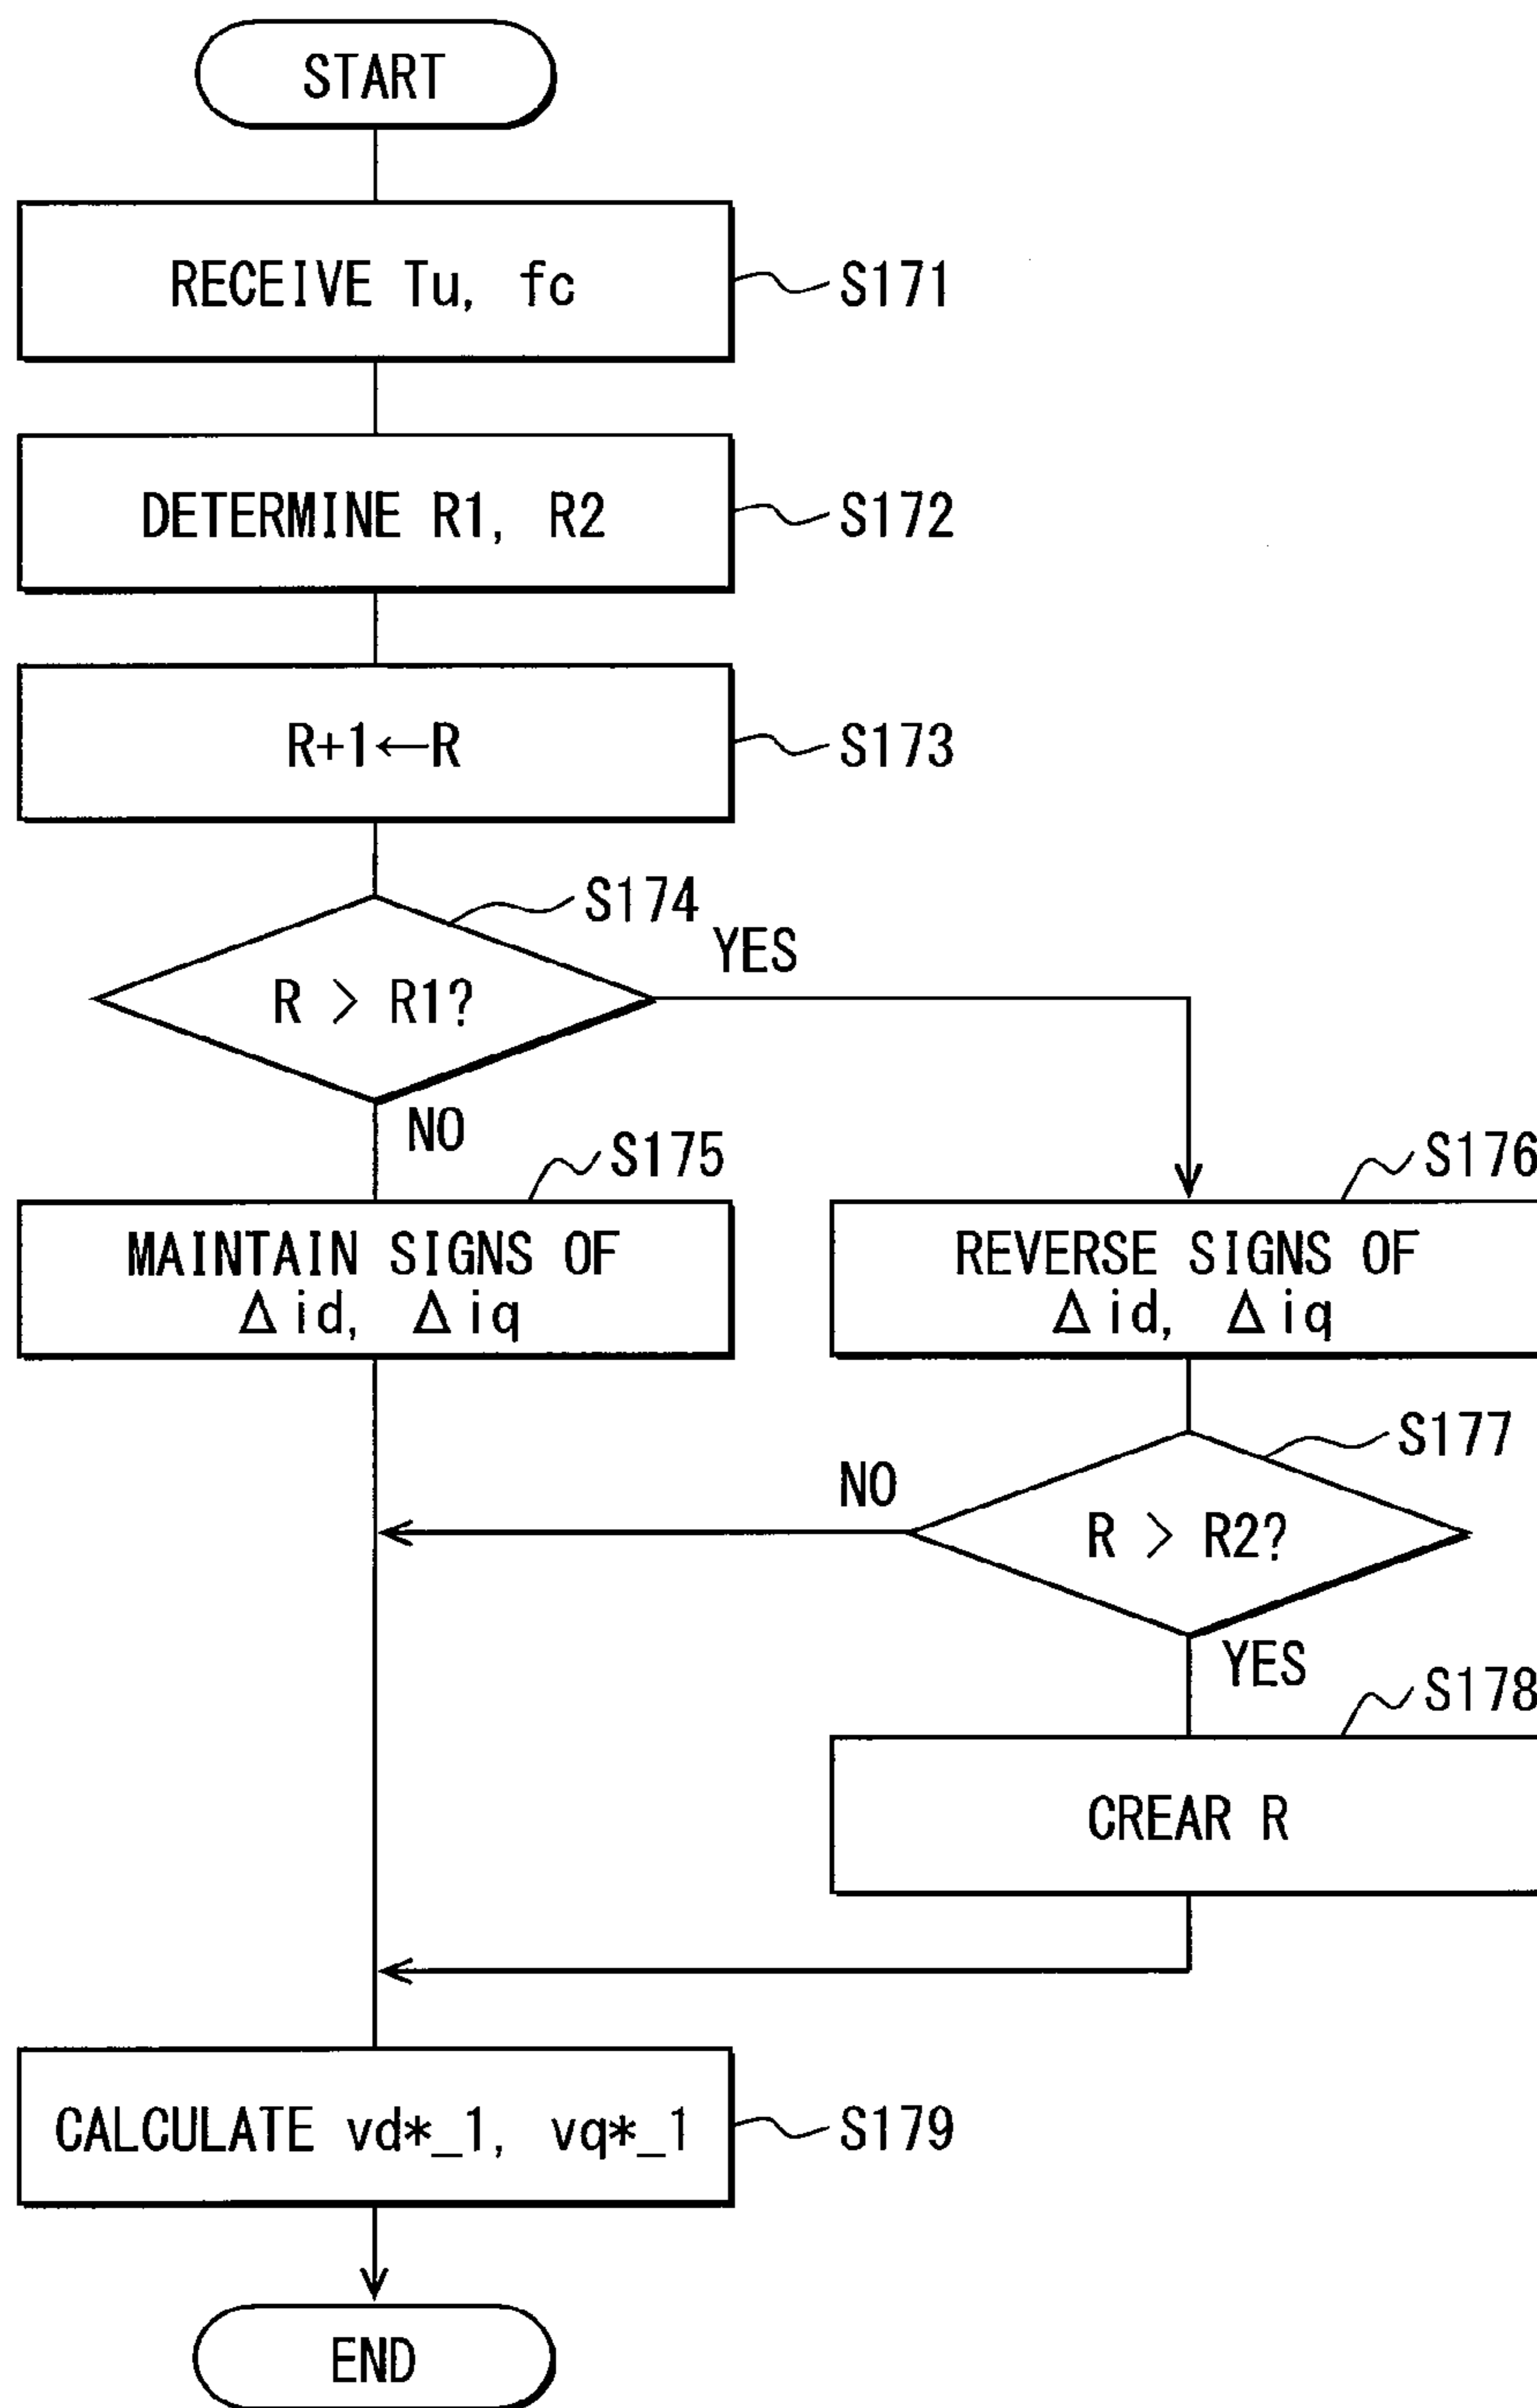 START
RECEIVE Tu, fc
S171
DETERMINE R1, R2
S172
R+1←R
S173
S174
R > R1?
YES
NO
S175
MAINTAIN SIGNS OF
Δid, Δiq
S176
REVERSE SIGNS OF
Δid, Δiq
S177
R > R2?
NO
YES
S178
CREAR R
CALCULATE vd*_1, vq*_1
S179
END